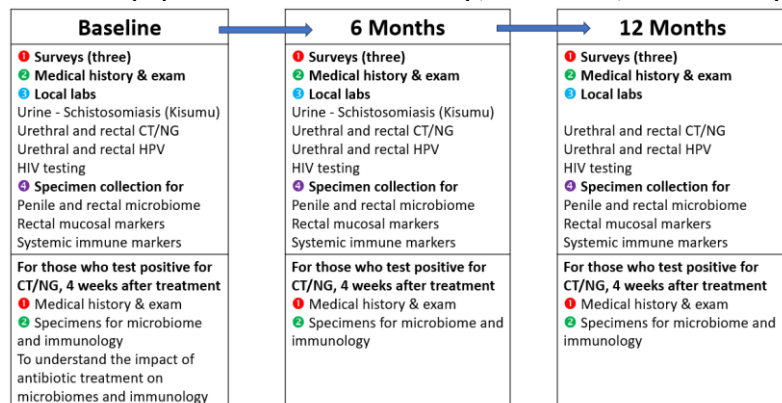 Baseline
❶ Surveys (three)
❷ Medical history & exam
❸ Local labs
Urine - Schistosomiasis (Kisumu)
Urethral and rectal CT/NG
Urethral and rectal HPV
HIV testing
❹ Specimen collection for
Penile and rectal microbiome
Rectal mucosal markers
Systemic immune markers
For those who test positive for
CT/NG, 4 weeks after treatment
❶ Medical history & exam
❷ Specimens for microbiome
and immunology
To understand the impact of
antibiotic treatment on
microbiomes and immunology
6 Months
❶ Surveys (three)
❷ Medical history & exam
❸ Local labs
Urine - Schistosomiasis (Kisumu)
Urethral and rectal CT/NG
Urethral and rectal HPV
HIV testing
❹ Specimen collection for
Penile and rectal microbiome
Rectal mucosal markers
Systemic immune markers
For those who test positive for
CT/NG, 4 weeks after treatment
❶ Medical history & exam
❷ Specimens for microbiome and
immunology
12 Months
❶ Surveys (three)
❷ Medical history & exam
❸ Local labs
Urethral and rectal CT/NG
Urethral and rectal HPV
HIV testing
❹ Specimen collection for
Penile and rectal microbiome
Rectal mucosal markers
Systemic immune markers
For those who test positive for
CT/NG, 4 weeks after treatment
❶ Medical history & exam
❷ Specimens for microbiome and
immunology